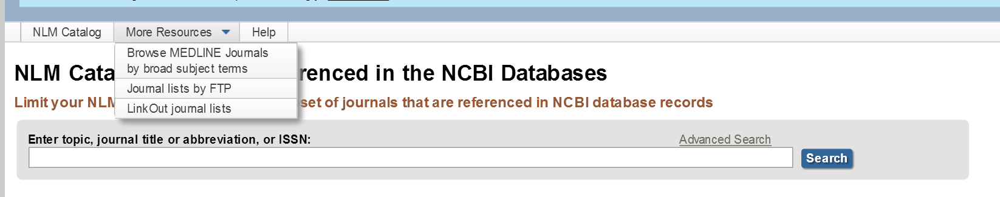 NLM Catalog More Resources Help
Browse MEDLINE Journals
by broad subject terms
Journal lists by FTP
LinkOut journal lists
NLM Cata renced in the NCBI Databases
Limit your NLM set of journals that are referenced in NCBI database records
Enter topic, journal title or abbreviation, or ISSN: Advanced Search
Search